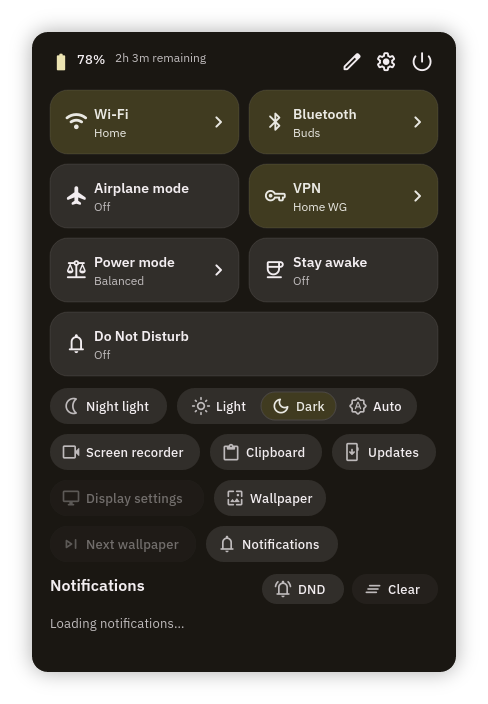 78% 2h 3m remaining
Wi-Fi
Home
Bluetooth
Buds
Airplane mode
Off
VPN
Home WG
Power mode
Balanced
Stay awake
Off
Do Not Disturb
Off
Night light
Light
Dark
A Auto
Screen recorder
Clipboard
Updates
Display settings
Wallpaper
Next wallpaper
Notifications
Notifications
DND
Clear
Loading notifications...